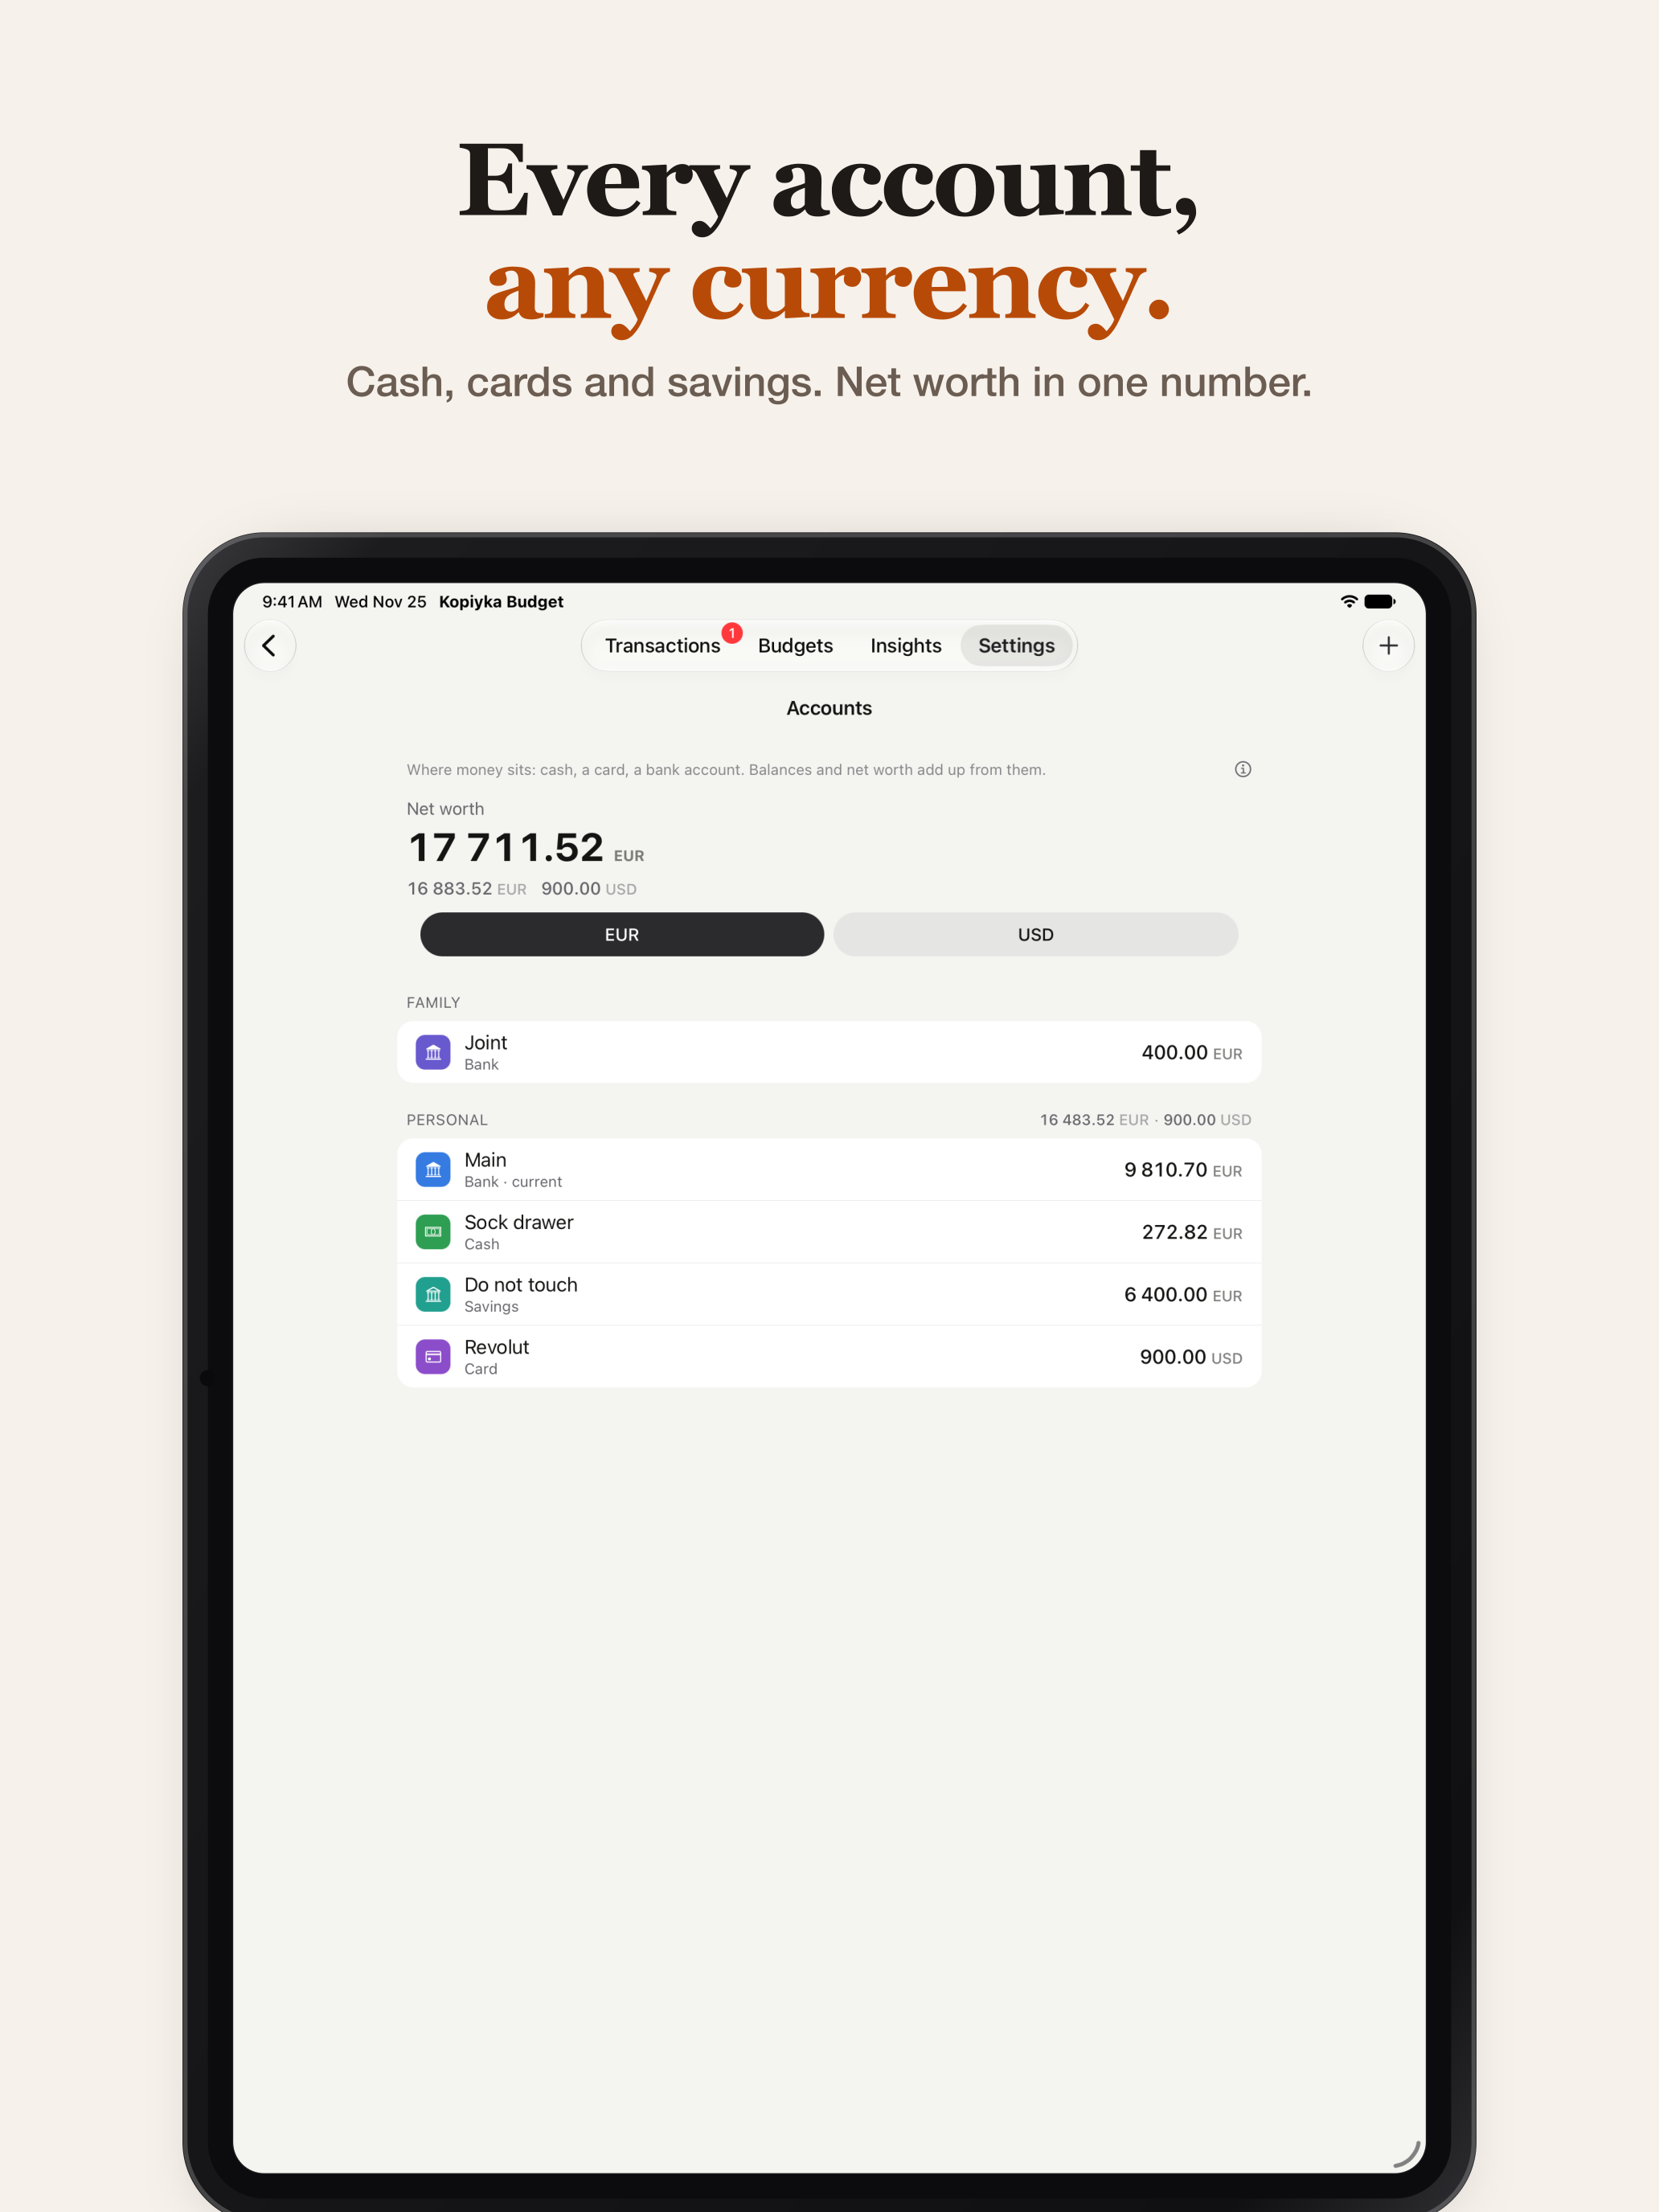 Every account,
any currency.
Cash, cards and savings. Net worth in one number.
9:41 AM Wed Nov 25 Kopiyka Budget
Transactions 1 Budgets Insights Settings
Accounts
Where money sits: cash, a card, a bank account. Balances and net worth add up from them.
Net worth
17 711.52 EUR
16 883.52 EUR 900.00 USD
EUR USD
FAMILY
Joint
Bank
400.00 EUR
PERSONAL 16 483.52 EUR · 900.00 USD
Main
Bank · current
9 810.70 EUR
Sock drawer
Cash
272.82 EUR
Do not touch
Savings
6 400.00 EUR
Revolut
Card
900.00 USD